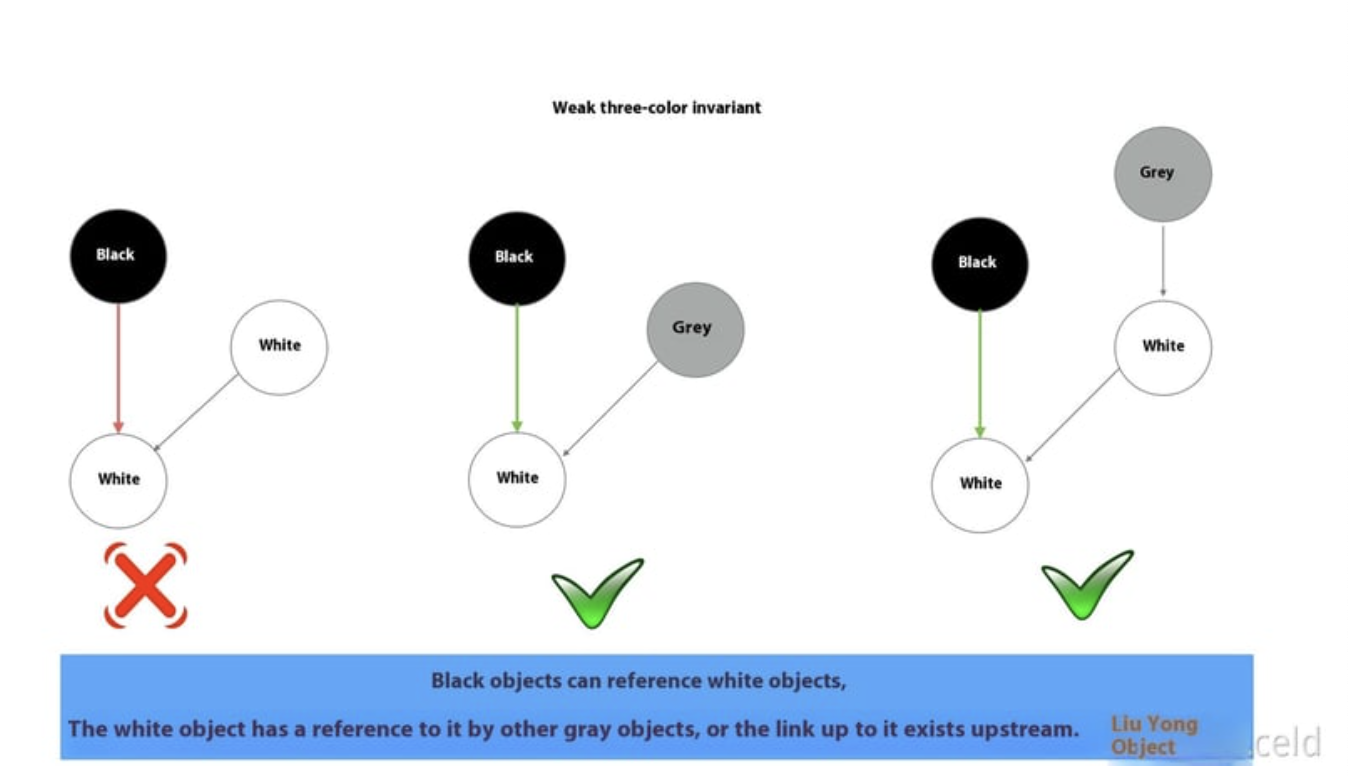 Weak three-color invariant
Grey
Black
Black
Black
Grey
White
White
White
White
White
Black objects can reference white objects,
The white object has a reference to it by other gray objects, or the link up to it exists upstream.
Liu Yong
Object
.celd